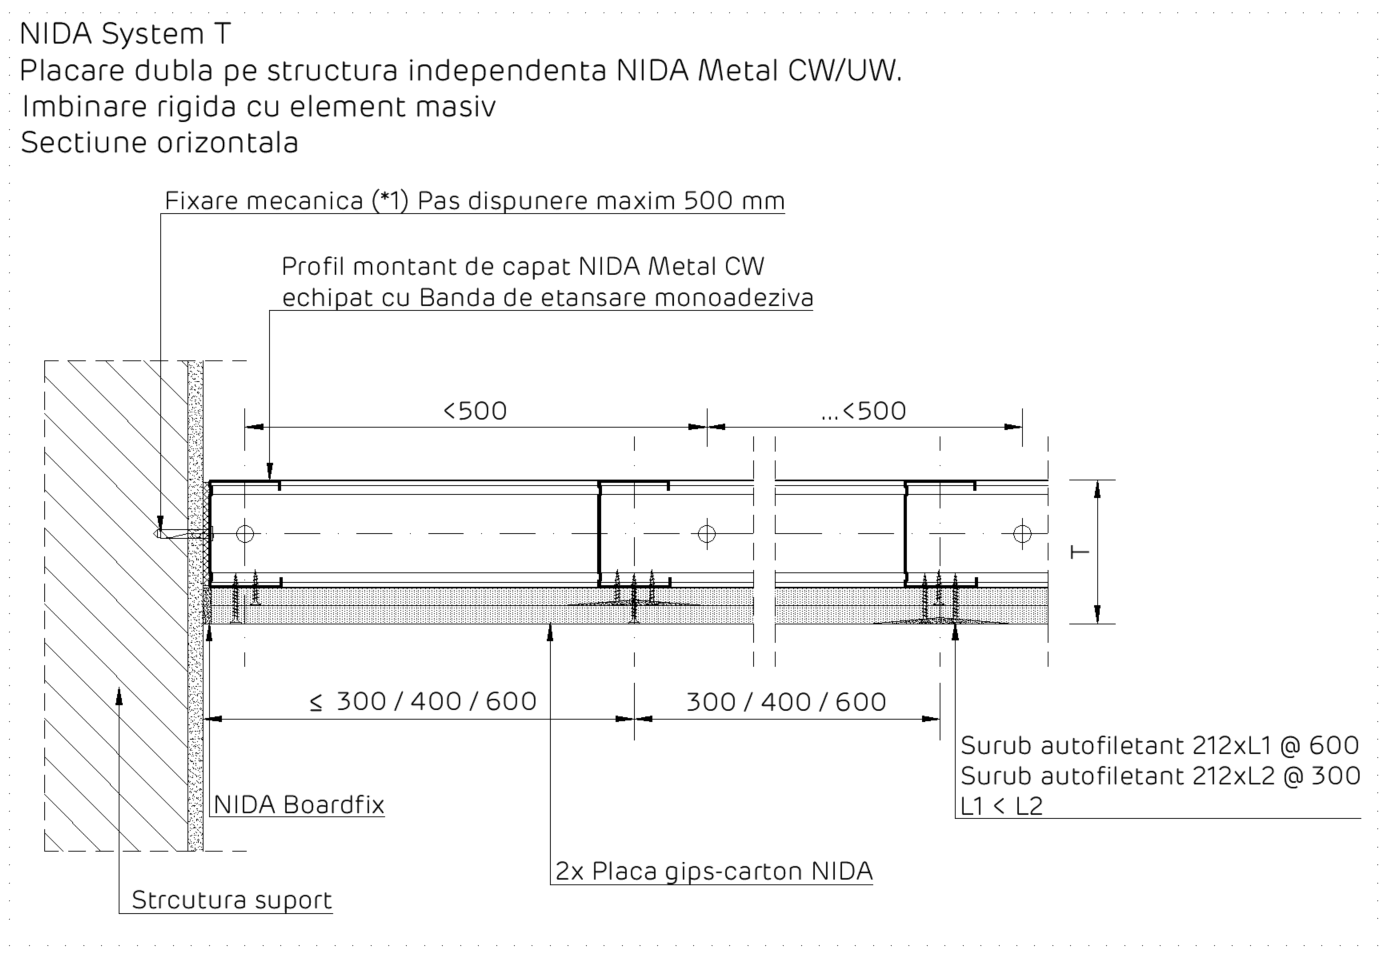 NIDA System T
Placare dubla pe structura independenta NIDA Metal CW/UW.
Imbinare rigida cu element masiv
Sectiune orizontala
Fixare mecanica (*1) Pas dispunere maxim 500 mm
Profil montant de capat NIDA Metal CW
echipat cu Banda de etansare monoadeziva
<500
...<500
T
≤ 300 / 400 / 600
300 / 400 / 600
Surub autofiletant 212xL1 @ 600
Surub autofiletant 212xL2 @ 300
L1 < L2
NIDA Boardfix
2x Placa gips-carton NIDA
Strcutura suport